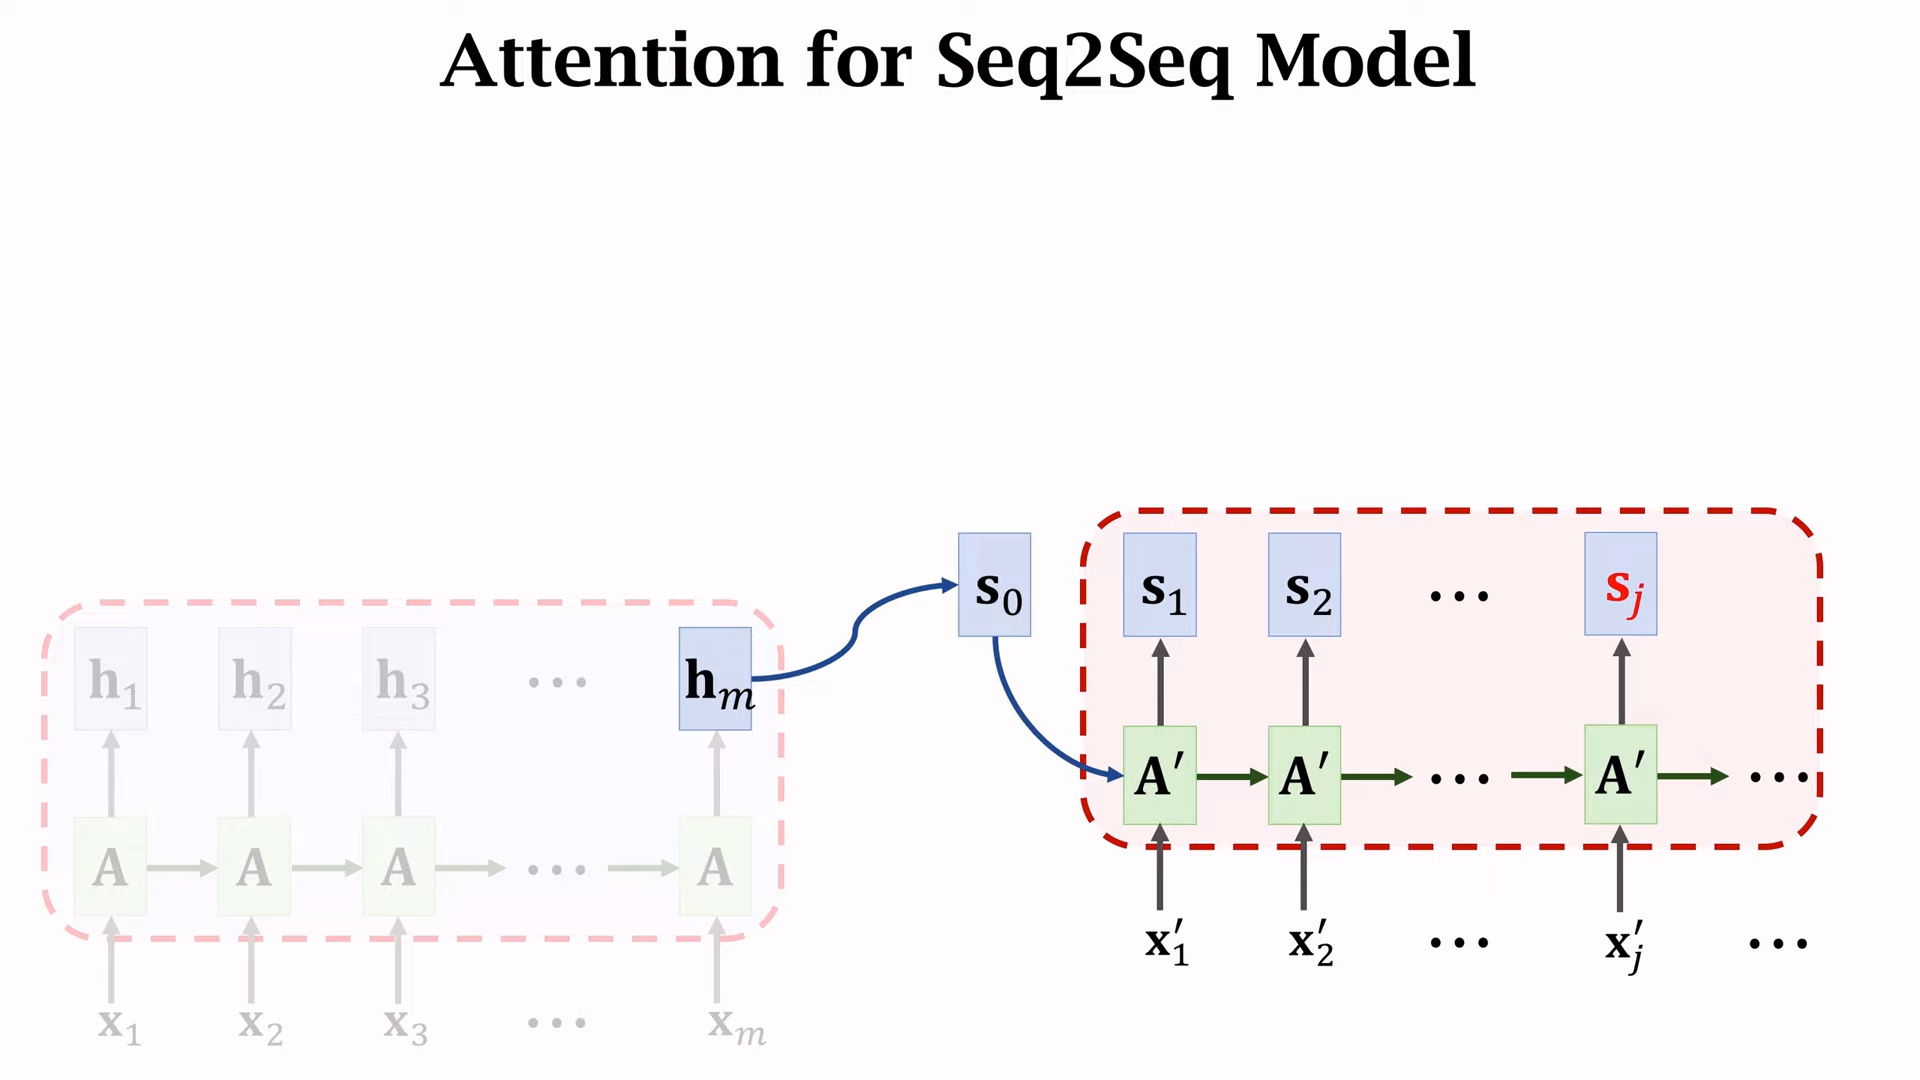 Attention for Seq2Seq Model
s₀ s₁ s₂ ... sⱼ
h₁ h₂ h₃ ... hₘ
A′ A′ ... A′ ...
A A A ... A
x′₁ x′₂ ... x′ⱼ ...
x₁ x₂ x₃ ... xₘ